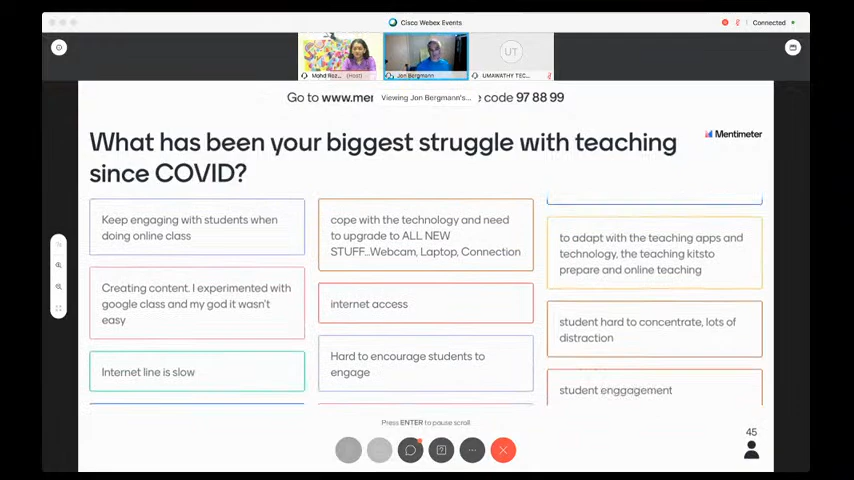 Cisco Webex Events
Connected
UT
Mohd Roz... (Host)
Jon Bergmann
UMAWATHY TEC...
Go to www.mer
Viewing Jon Bergmann's...
code 97 88 99
What has been your biggest struggle with teaching
since COVID?
Mentimeter
Keep engaging with students when
doing online class
Creating content. I experimented with
google class and my god it wasn't
easy
Internet line is slow
cope with the technology and need
to upgrade to ALL NEW
STUFF...Webcam, Laptop, Connection
internet access
Hard to encourage students to
engage
to adapt with the teaching apps and
technology, the teaching kitsto
prepare and online teaching
student hard to concentrate, lots of
distraction
student enggagement
Press ENTER to pause scroll
45